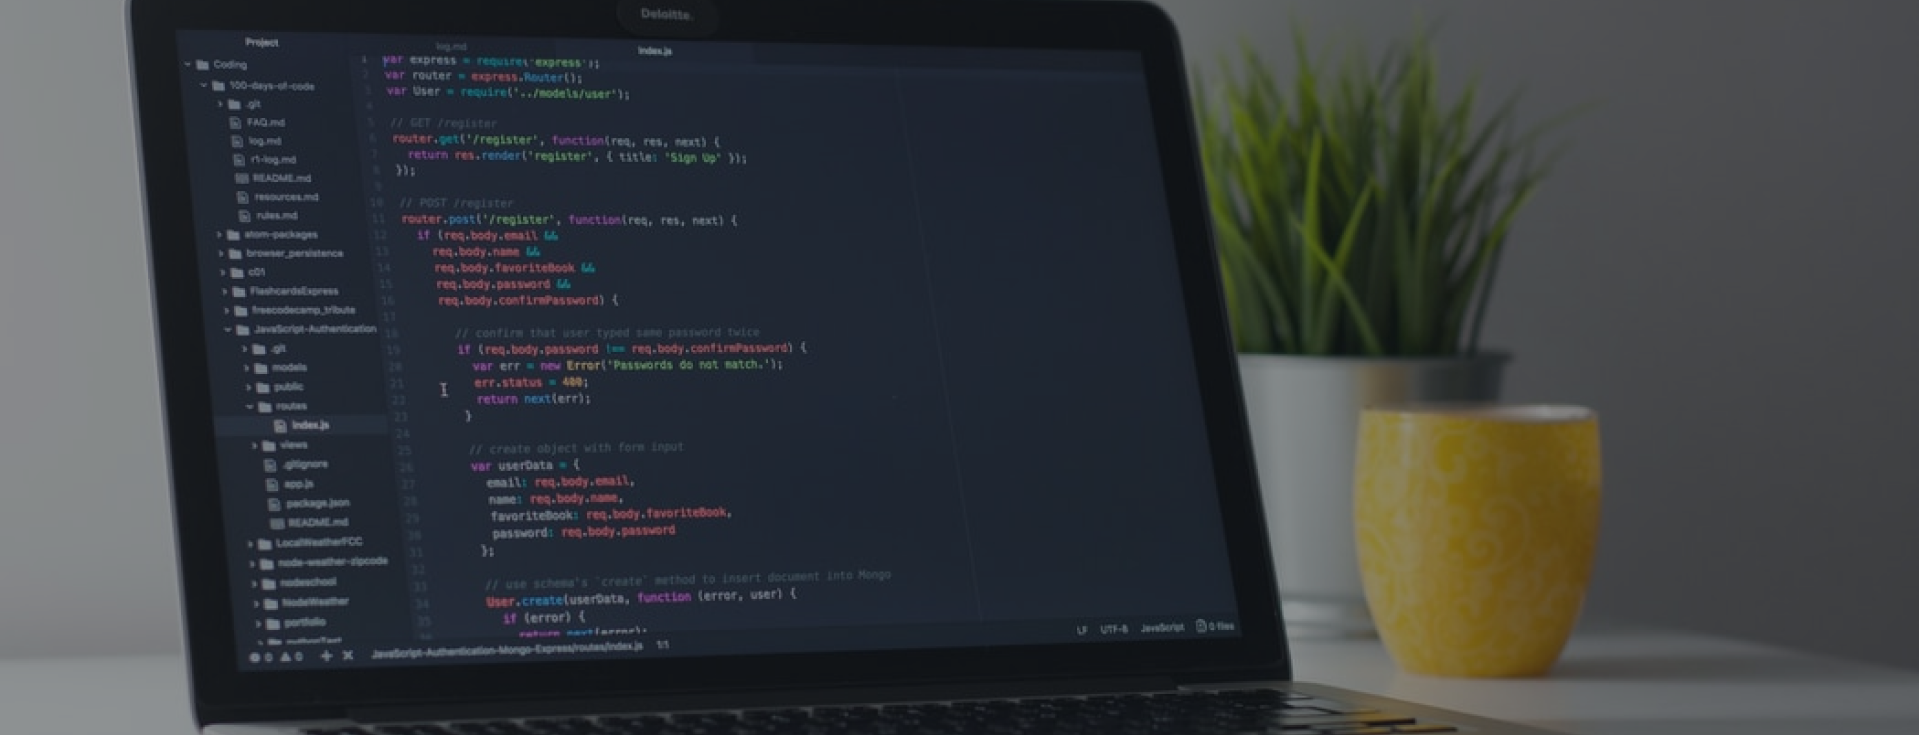 Deloitte.
Project
Coding
100-days-of-code
.git
FAQ.md
log.md
r1-log.md
README.md
resources.md
rules.md
atom-packages
browser_persistence
c01
FlashcardsExpress
freecodecamp_tribute
JavaScript-Authentication
.git
models
public
routes
index.js
views
.gitignore
app.js
package.json
README.md
LocalWeatherFCC
node-weather-zipcode
nodeschool
NodeWeather
portfolio
log.md
index.js
1 var express = require('express');
2 var router = express.Router();
3 var User = require('../models/user');
4
5 // GET /register
6 router.get('/register', function(req, res, next) {
7 return res.render('register', { title: 'Sign Up' });
8 });
9
10 // POST /register
11 router.post('/register', function(req, res, next) {
12 if (req.body.email &&
13 req.body.name &&
14 req.body.favoriteBook &&
15 req.body.password &&
16 req.body.confirmPassword) {
17
18 // confirm that user typed same password twice
19 if (req.body.password !== req.body.confirmPassword) {
20 var err = new Error('Passwords do not match.');
21 err.status = 400;
22 return next(err);
23 }
24
25 // create object with form input
26 var userData = {
27 email: req.body.email,
28 name: req.body.name,
29 favoriteBook: req.body.favoriteBook,
30 password: req.body.password
31 };
32
33 // use schema's `create` method to insert document into Mongo
34 User.create(userData, function (error, user) {
35 if (error) {
return next(error);
0 0 JavaScript-Authentication-Mongo-Express/routes/index.js 1:1
LF UTF-8 JavaScript 0 files